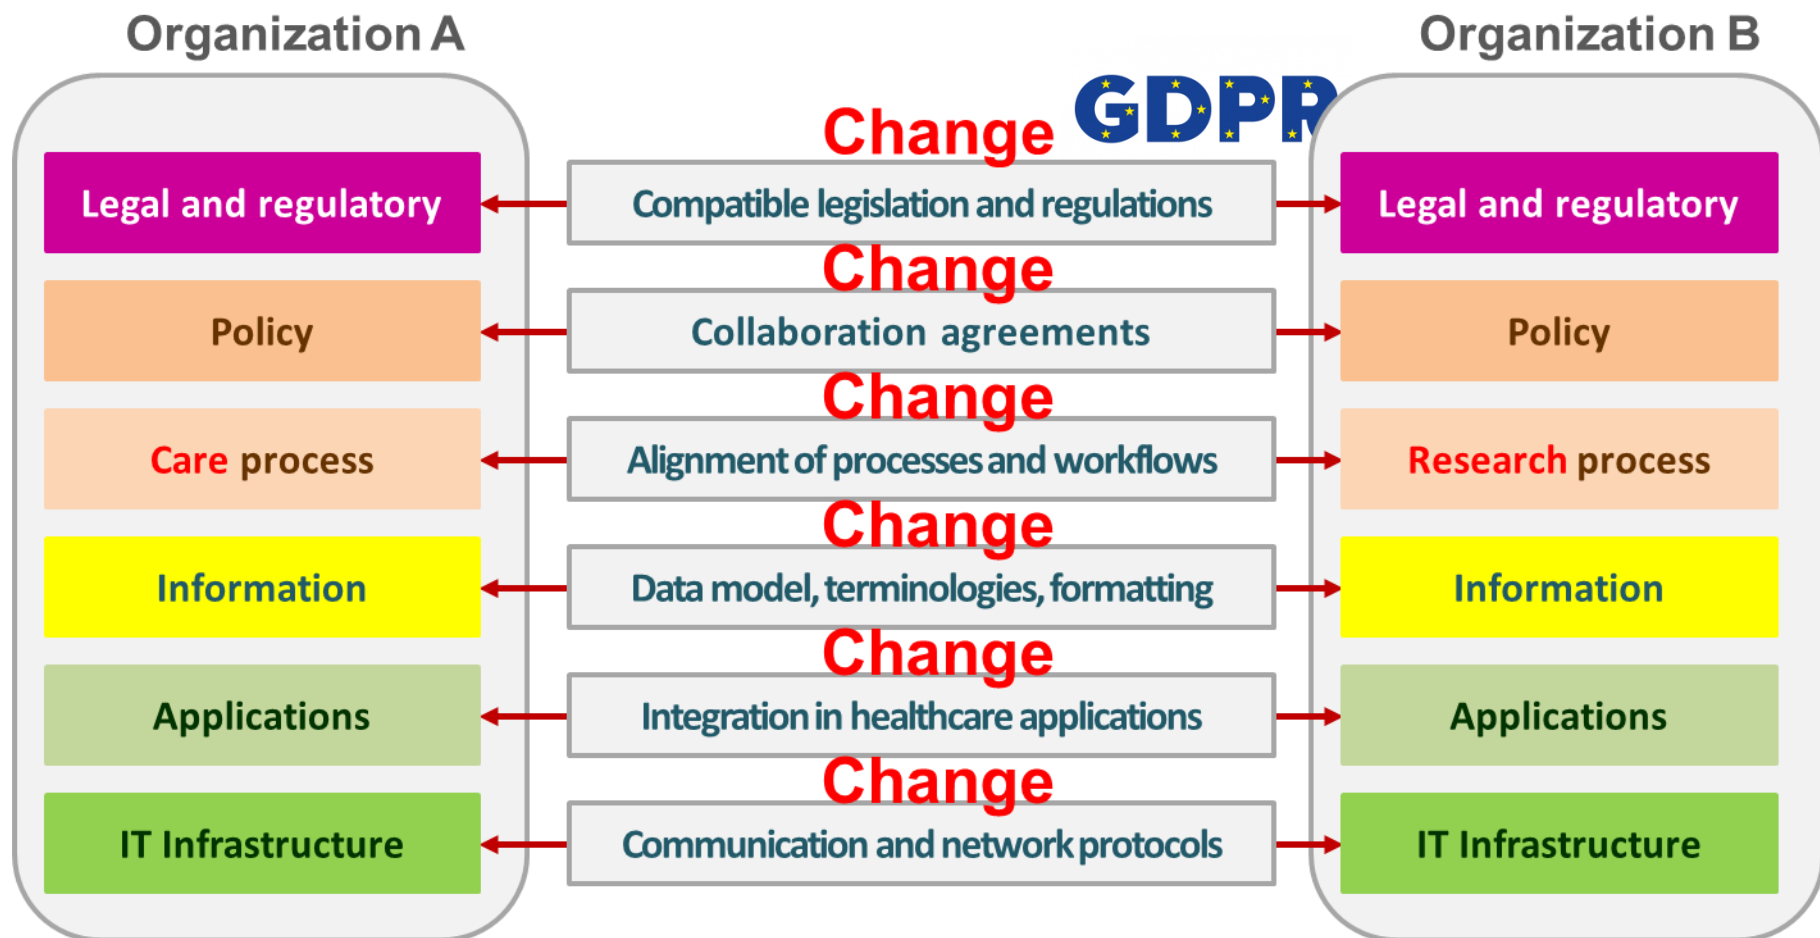 Organization A
Organization B
Change GDPR
Legal and regulatory
Compatible legislation and regulations
Legal and regulatory
Change
Policy
Collaboration agreements
Policy
Change
Care process
Alignment of processes and workflows
Research process
Change
Information
Data model, terminologies, formatting
Information
Change
Applications
Integration in healthcare applications
Applications
Change
IT Infrastructure
Communication and network protocols
IT Infrastructure